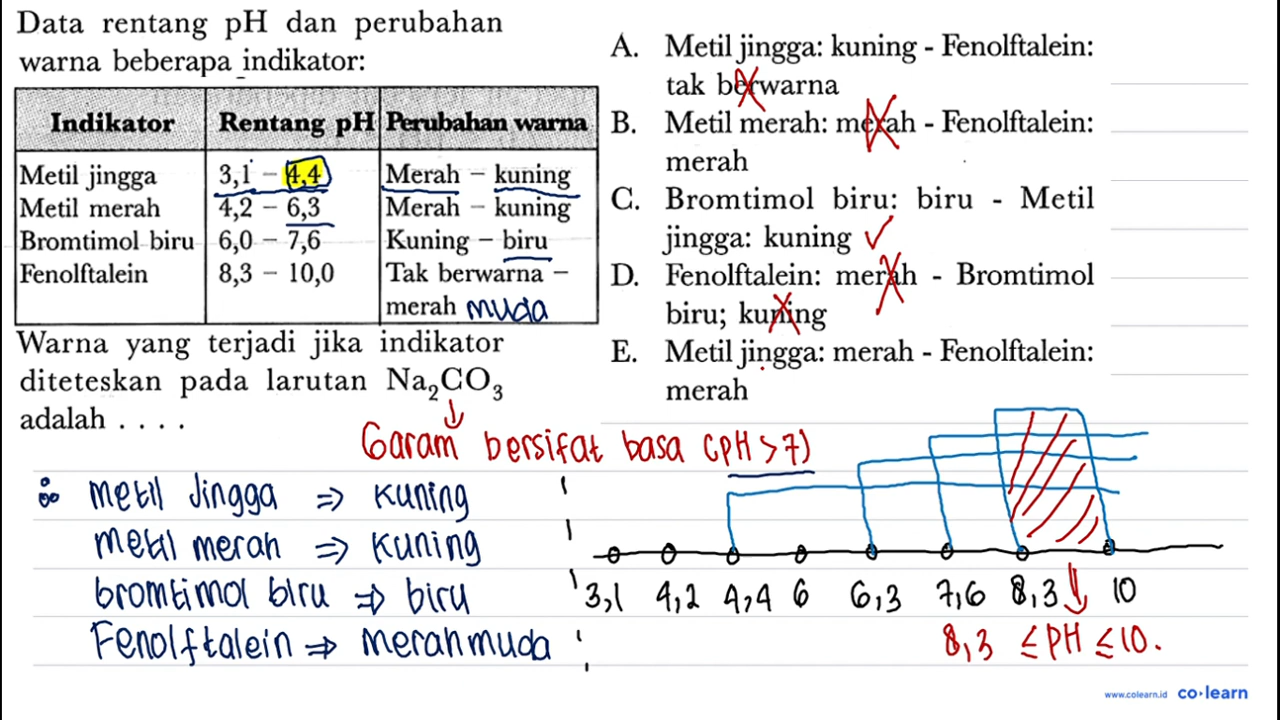 Data rentang pH dan perubahan
warna beberapa indikator:
Indikator Rentang pH Perubahan warna
Metil jingga 3,1 – 4,4 Merah – kuning
Metil merah 4,2 – 6,3 Merah – kuning
Bromtimol biru 6,0 – 7,6 Kuning – biru
Fenolftalein 8,3 – 10,0 Tak berwarna –
merah muda
Warna yang terjadi jika indikator
diteteskan pada larutan Na₂CO₃
adalah . . . .
A. Metil jingga: kuning - Fenolftalein:
tak berwarna
B. Metil merah: merah - Fenolftalein:
merah
C. Bromtimol biru: biru - Metil
jingga: kuning ✓
D. Fenolftalein: merah - Bromtimol
biru; kuning
E. Metil jingga: merah - Fenolftalein:
merah
Garam bersifat basa (pH > 7)
metil Jingga ⇒ kuning
metil merah ⇒ kuning
bromtimol biru ⇒ biru
Fenolftalein ⇒ merah muda
3,1 4,2 4,4 6 6,3 7,6 8,3 10
8,3 ≤ pH ≤ 10.
www.colearn.id co·learn